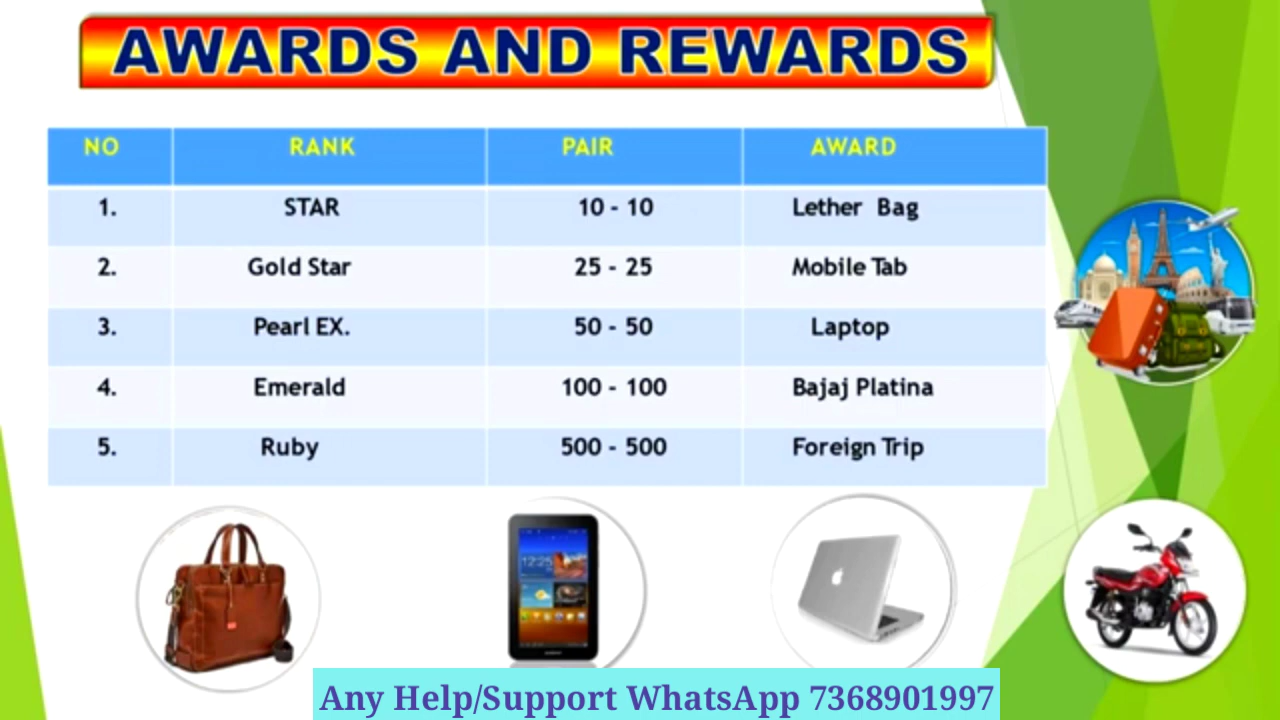 AWARDS AND REWARDS
NO RANK PAIR AWARD
1. STAR 10 - 10 Lether Bag
2. Gold Star 25 - 25 Mobile Tab
3. Pearl EX. 50 - 50 Laptop
4. Emerald 100 - 100 Bajaj Platina
5. Ruby 500 - 500 Foreign Trip
12:25
Any Help/Support WhatsApp 7368901997